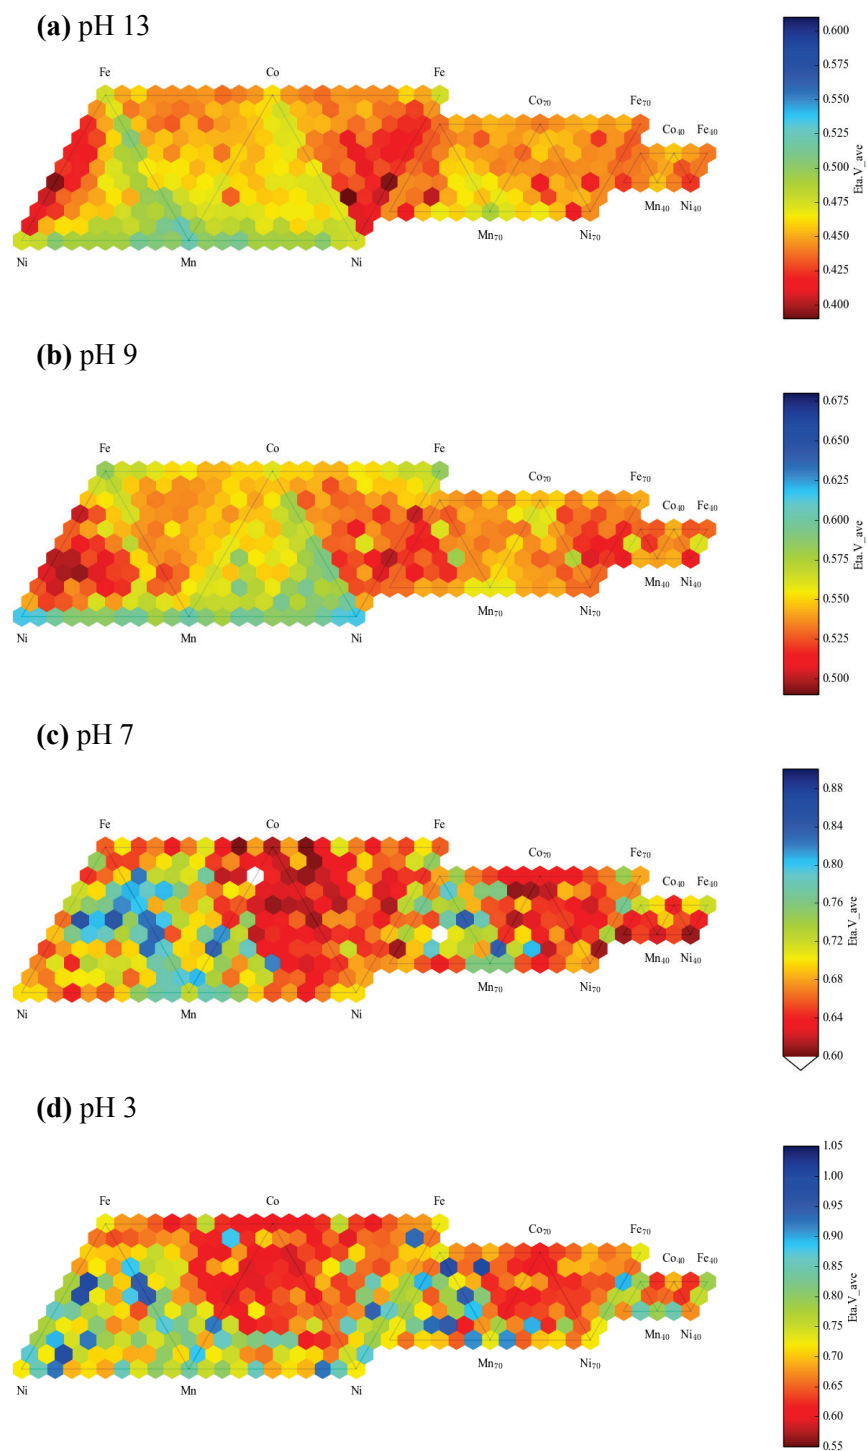 (a) pH 13
Fe Co Fe
Co₇₀ Fe₇₀
Co₄₀ Fe₄₀
Mn₄₀ Ni₄₀
Mn₇₀ Ni₇₀
Ni Mn Ni
0.600
0.575
0.550
0.525
0.500
0.475
0.450
0.425
0.400
Eta.V_ave
(b) pH 9
Fe Co Fe
Co₇₀ Fe₇₀
Co₄₀ Fe₄₀
Mn₄₀ Ni₄₀
Mn₇₀ Ni₇₀
Ni Mn Ni
0.675
0.650
0.625
0.600
0.575
0.550
0.525
0.500
Eta.V_ave
(c) pH 7
Fe Co Fe
Co₇₀ Fe₇₀
Co₄₀ Fe₄₀
Mn₄₀ Ni₄₀
Mn₇₀ Ni₇₀
Ni Mn Ni
0.88
0.84
0.80
0.76
0.72
0.68
0.64
0.60
Eta.V_ave
(d) pH 3
Fe Co Fe
Co₇₀ Fe₇₀
Co₄₀ Fe₄₀
Mn₄₀ Ni₄₀
Mn₇₀ Ni₇₀
Ni Mn Ni
1.05
1.00
0.95
0.90
0.85
0.80
0.75
0.70
0.65
0.60
0.55
Eta.V_ave